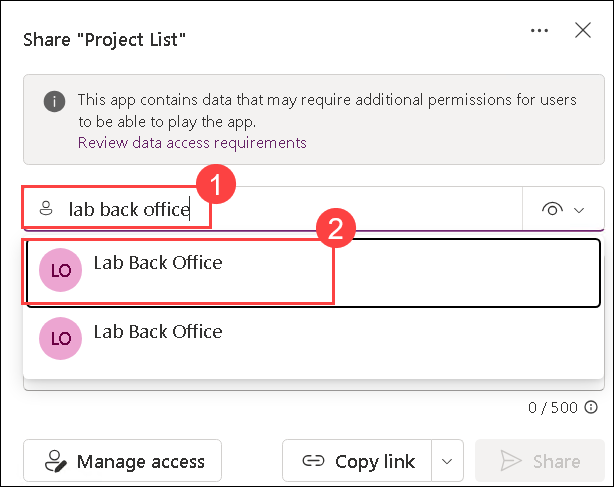 Share "Project List"
This app contains data that may require additional permissions for users
to be able to play the app.
Review data access requirements
1
lab back office
2
LO Lab Back Office
LO Lab Back Office
0 / 500
Manage access
Copy link
Share